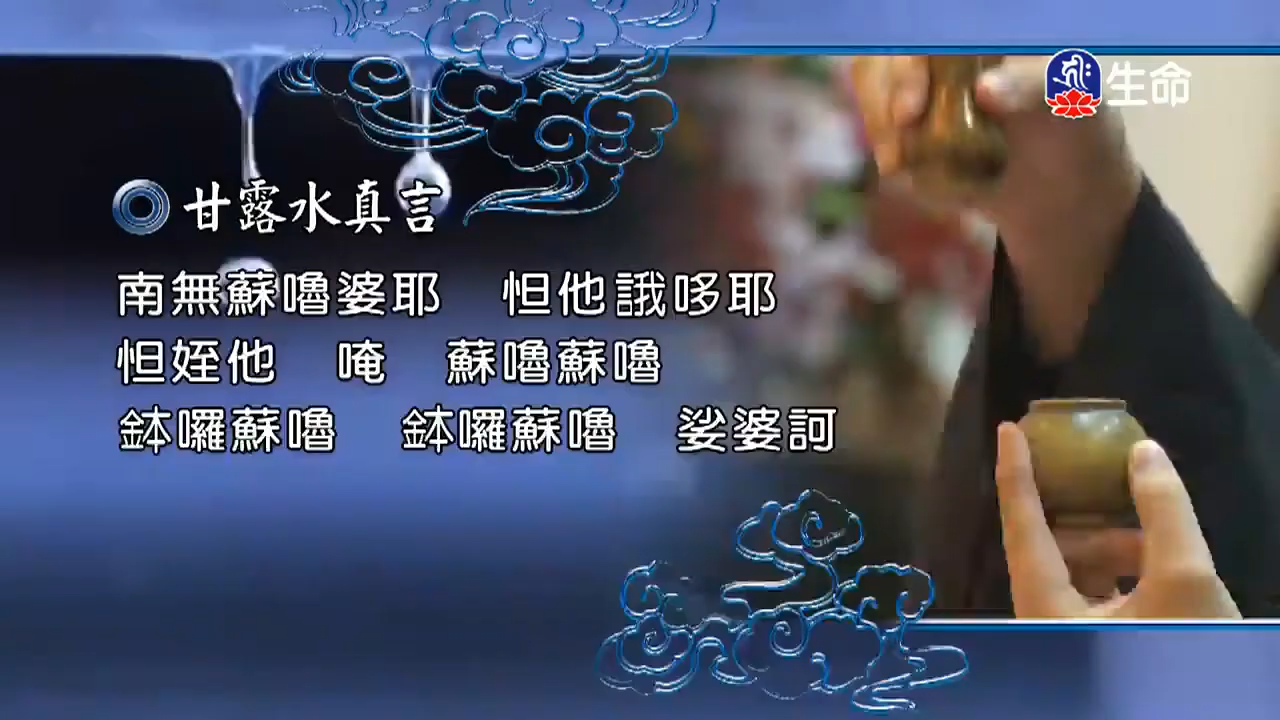 生命
甘露水真言
南無蘇嚕婆耶　怛他誐哆耶
怛姪他　唵　蘇嚕蘇嚕
鉢囉蘇嚕　鉢囉蘇嚕　娑婆訶